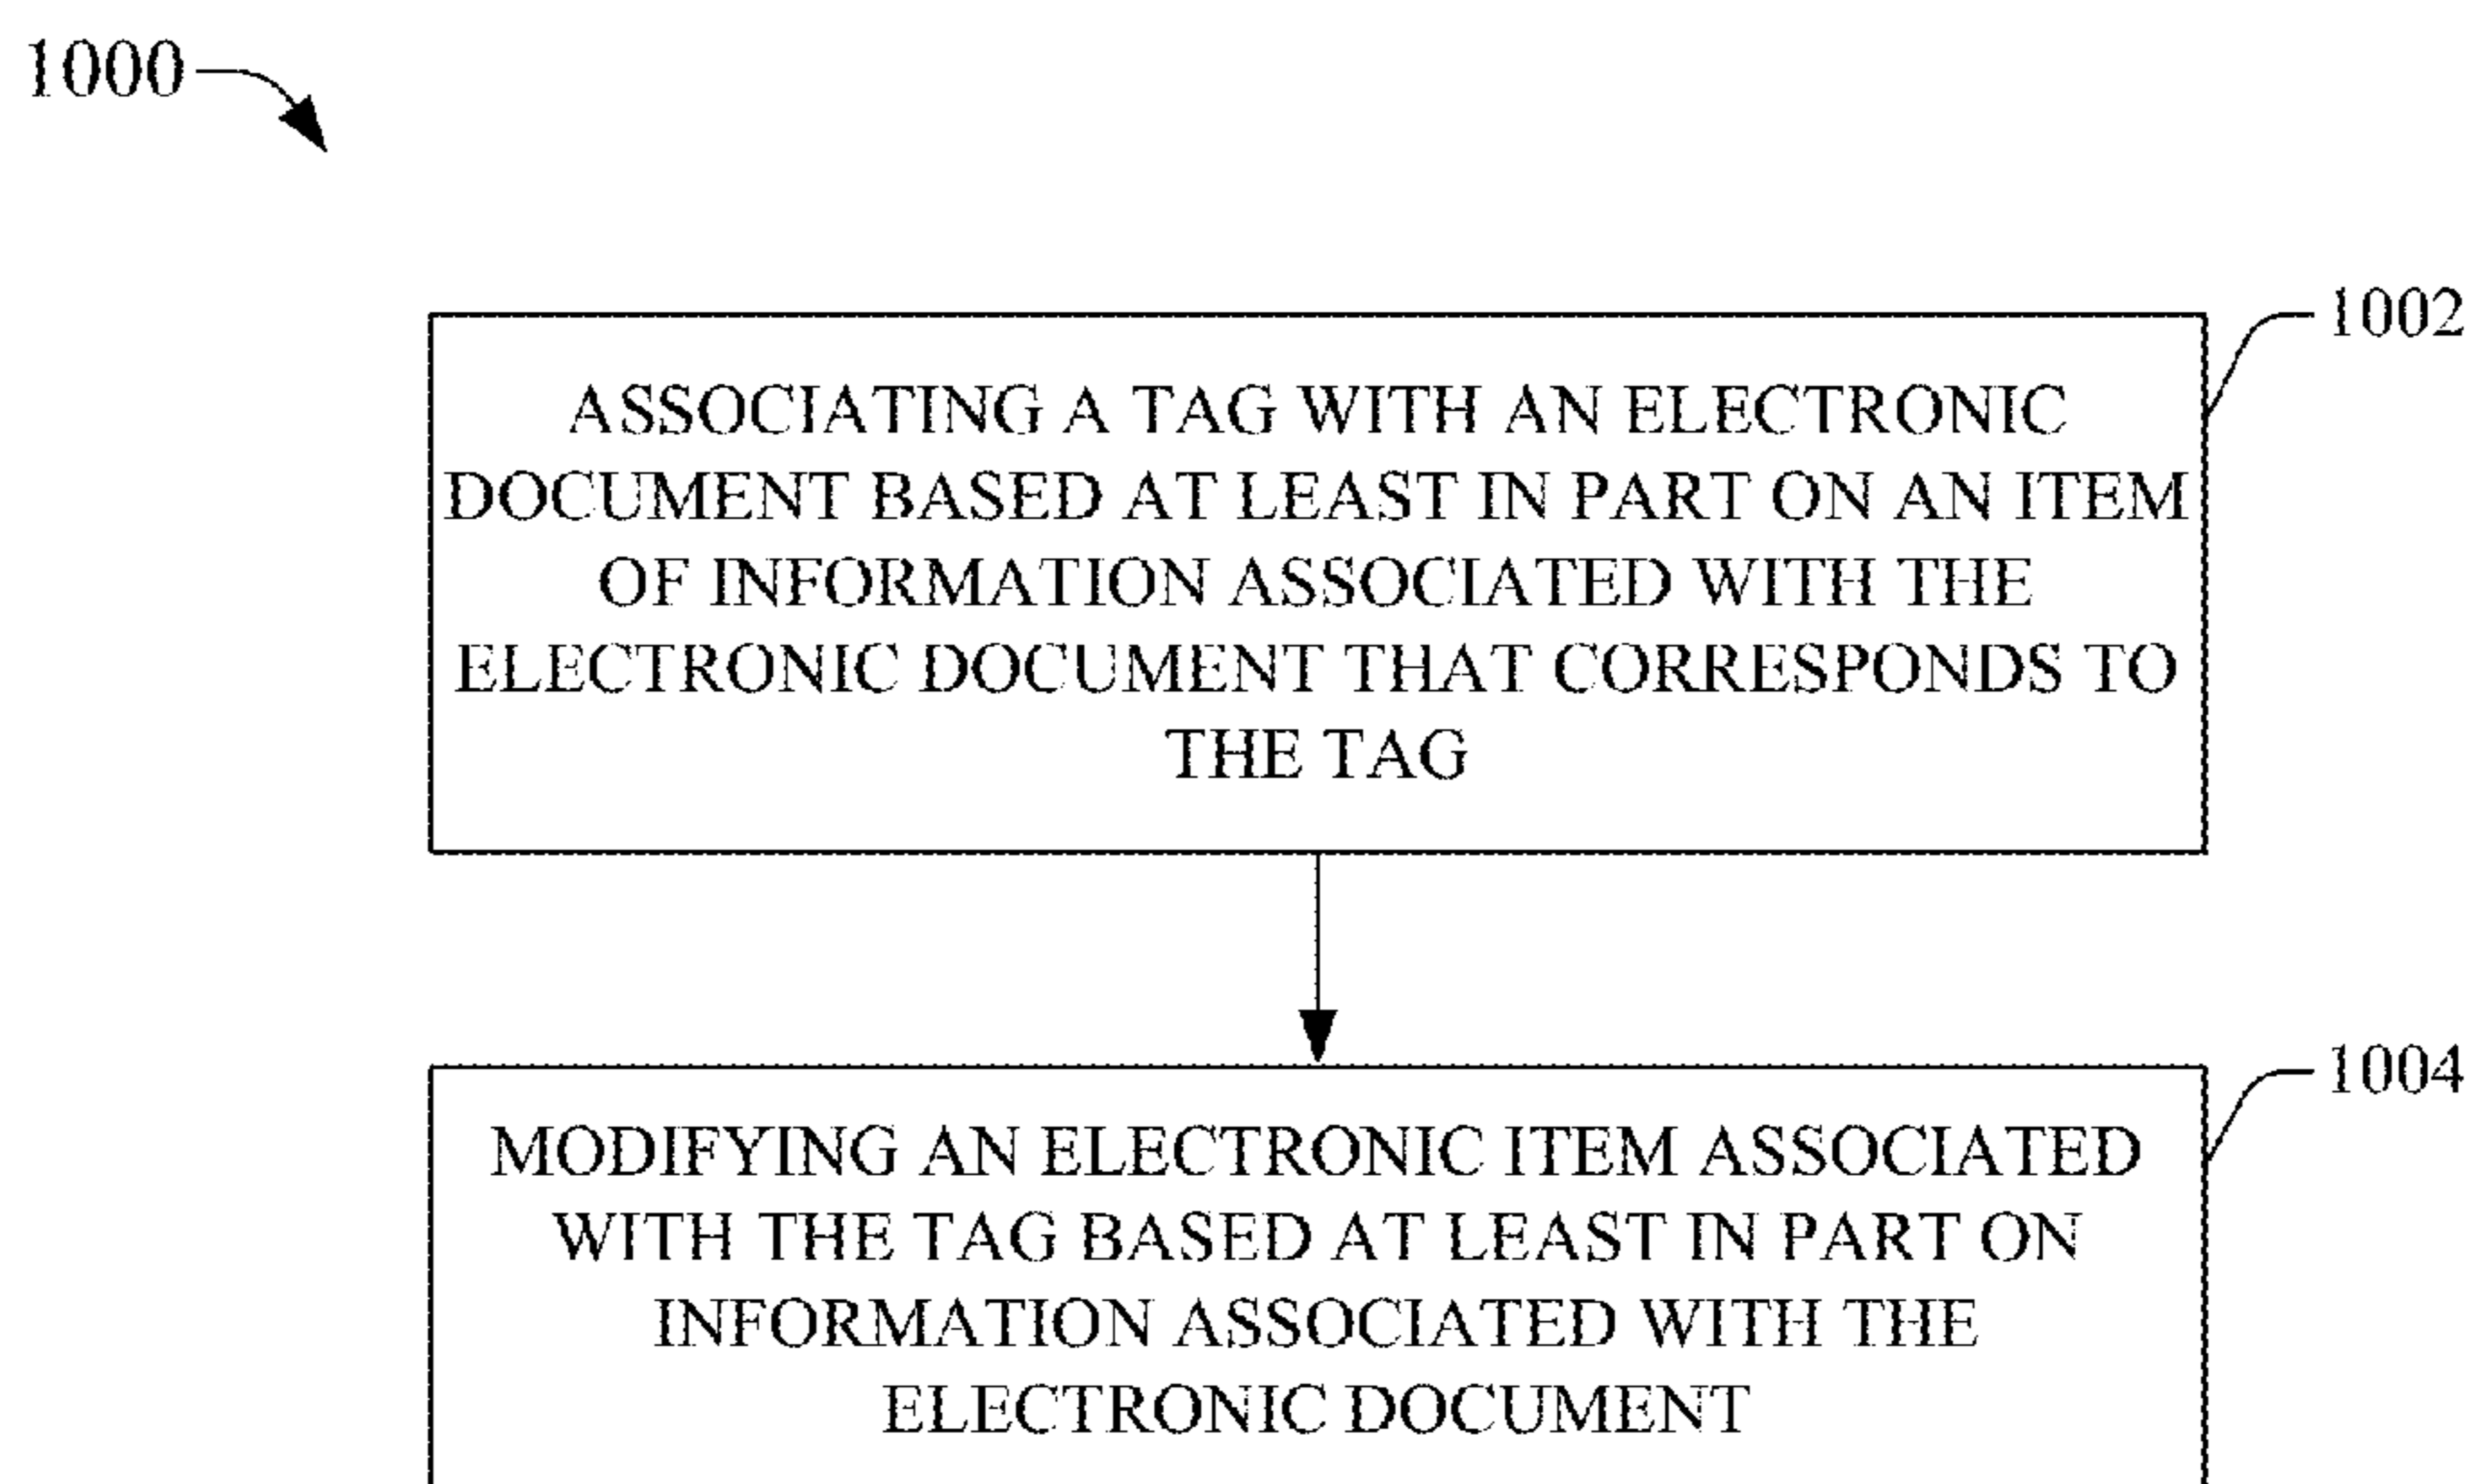 1000
1002
ASSOCIATING A TAG WITH AN ELECTRONIC
DOCUMENT BASED AT LEAST IN PART ON AN ITEM
OF INFORMATION ASSOCIATED WITH THE
ELECTRONIC DOCUMENT THAT CORRESPONDS TO
THE TAG
1004
MODIFYING AN ELECTRONIC ITEM ASSOCIATED
WITH THE TAG BASED AT LEAST IN PART ON
INFORMATION ASSOCIATED WITH THE
ELECTRONIC DOCUMENT